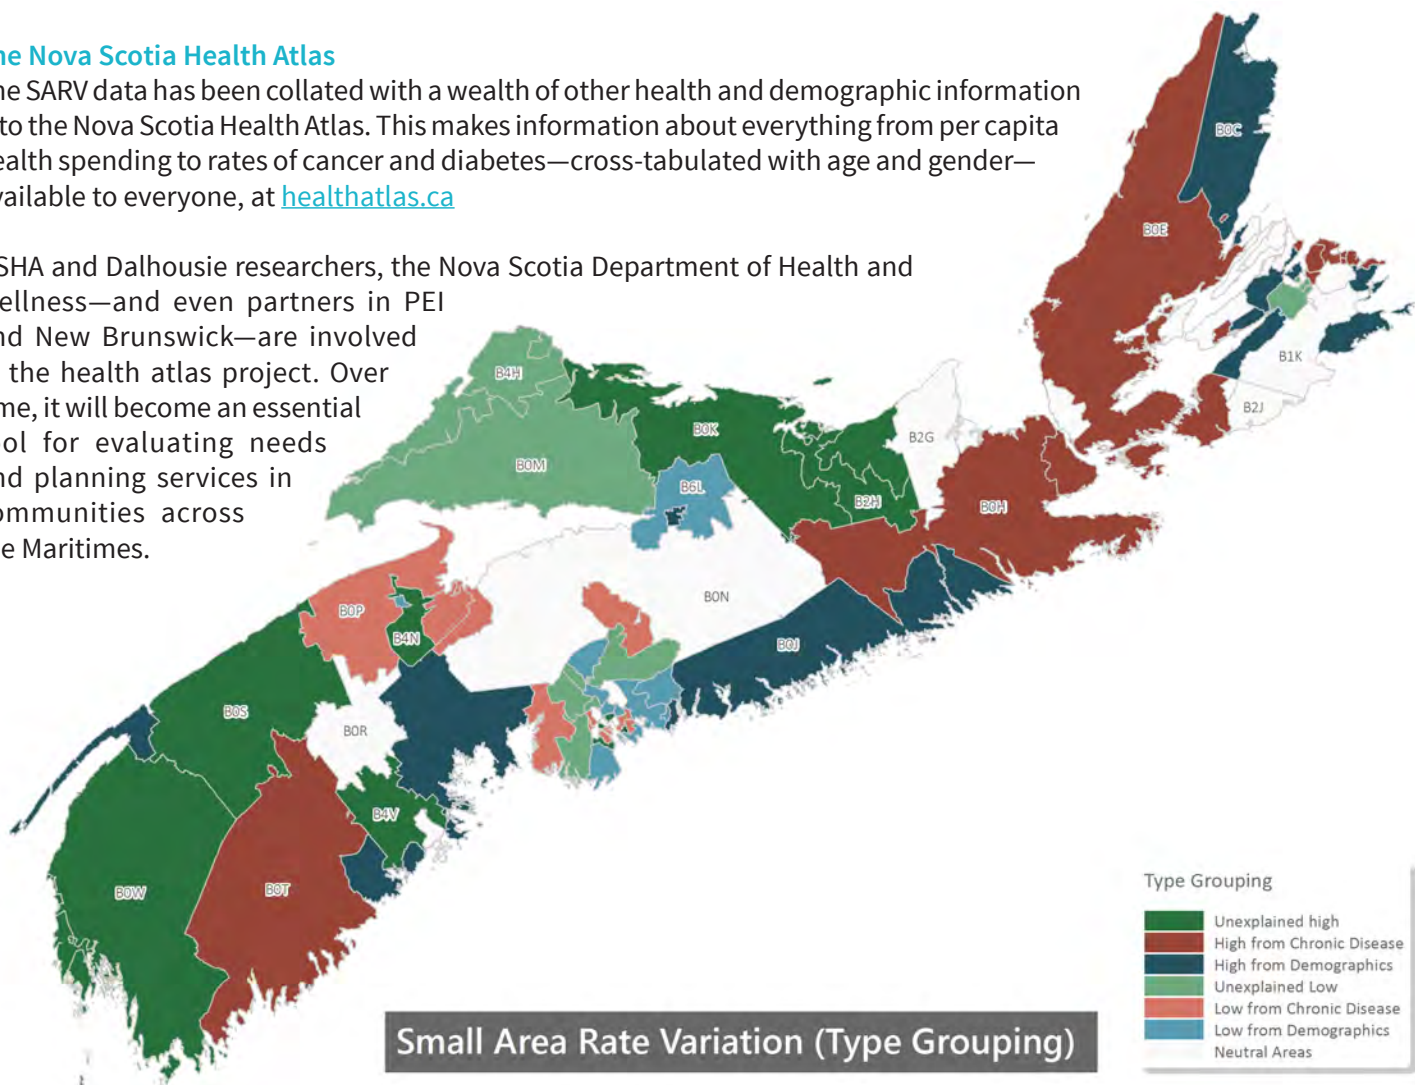 he Nova Scotia Health Atlas
he SARV data has been collated with a wealth of other health and demographic information
to the Nova Scotia Health Atlas. This makes information about everything from per capita
ealth spending to rates of cancer and diabetes—cross-tabulated with age and gender—
vailable to everyone, at healthatlas.ca
SHA and Dalhousie researchers, the Nova Scotia Department of Health and
ellness—and even partners in PEI
nd New Brunswick—are involved
the health atlas project. Over
me, it will become an essential
ol for evaluating needs
nd planning services in
ommunities across
e Maritimes.
B0C
B0E
B1K
B2J
B4H
B0K
B2G
B0M
B6L
B2H
B0H
B0N
B0P
B4N
B0J
B0S
B0R
B4V
B0W
B0T
Type Grouping
Unexplained high
High from Chronic Disease
High from Demographics
Unexplained Low
Low from Chronic Disease
Low from Demographics
Neutral Areas
Small Area Rate Variation (Type Grouping)